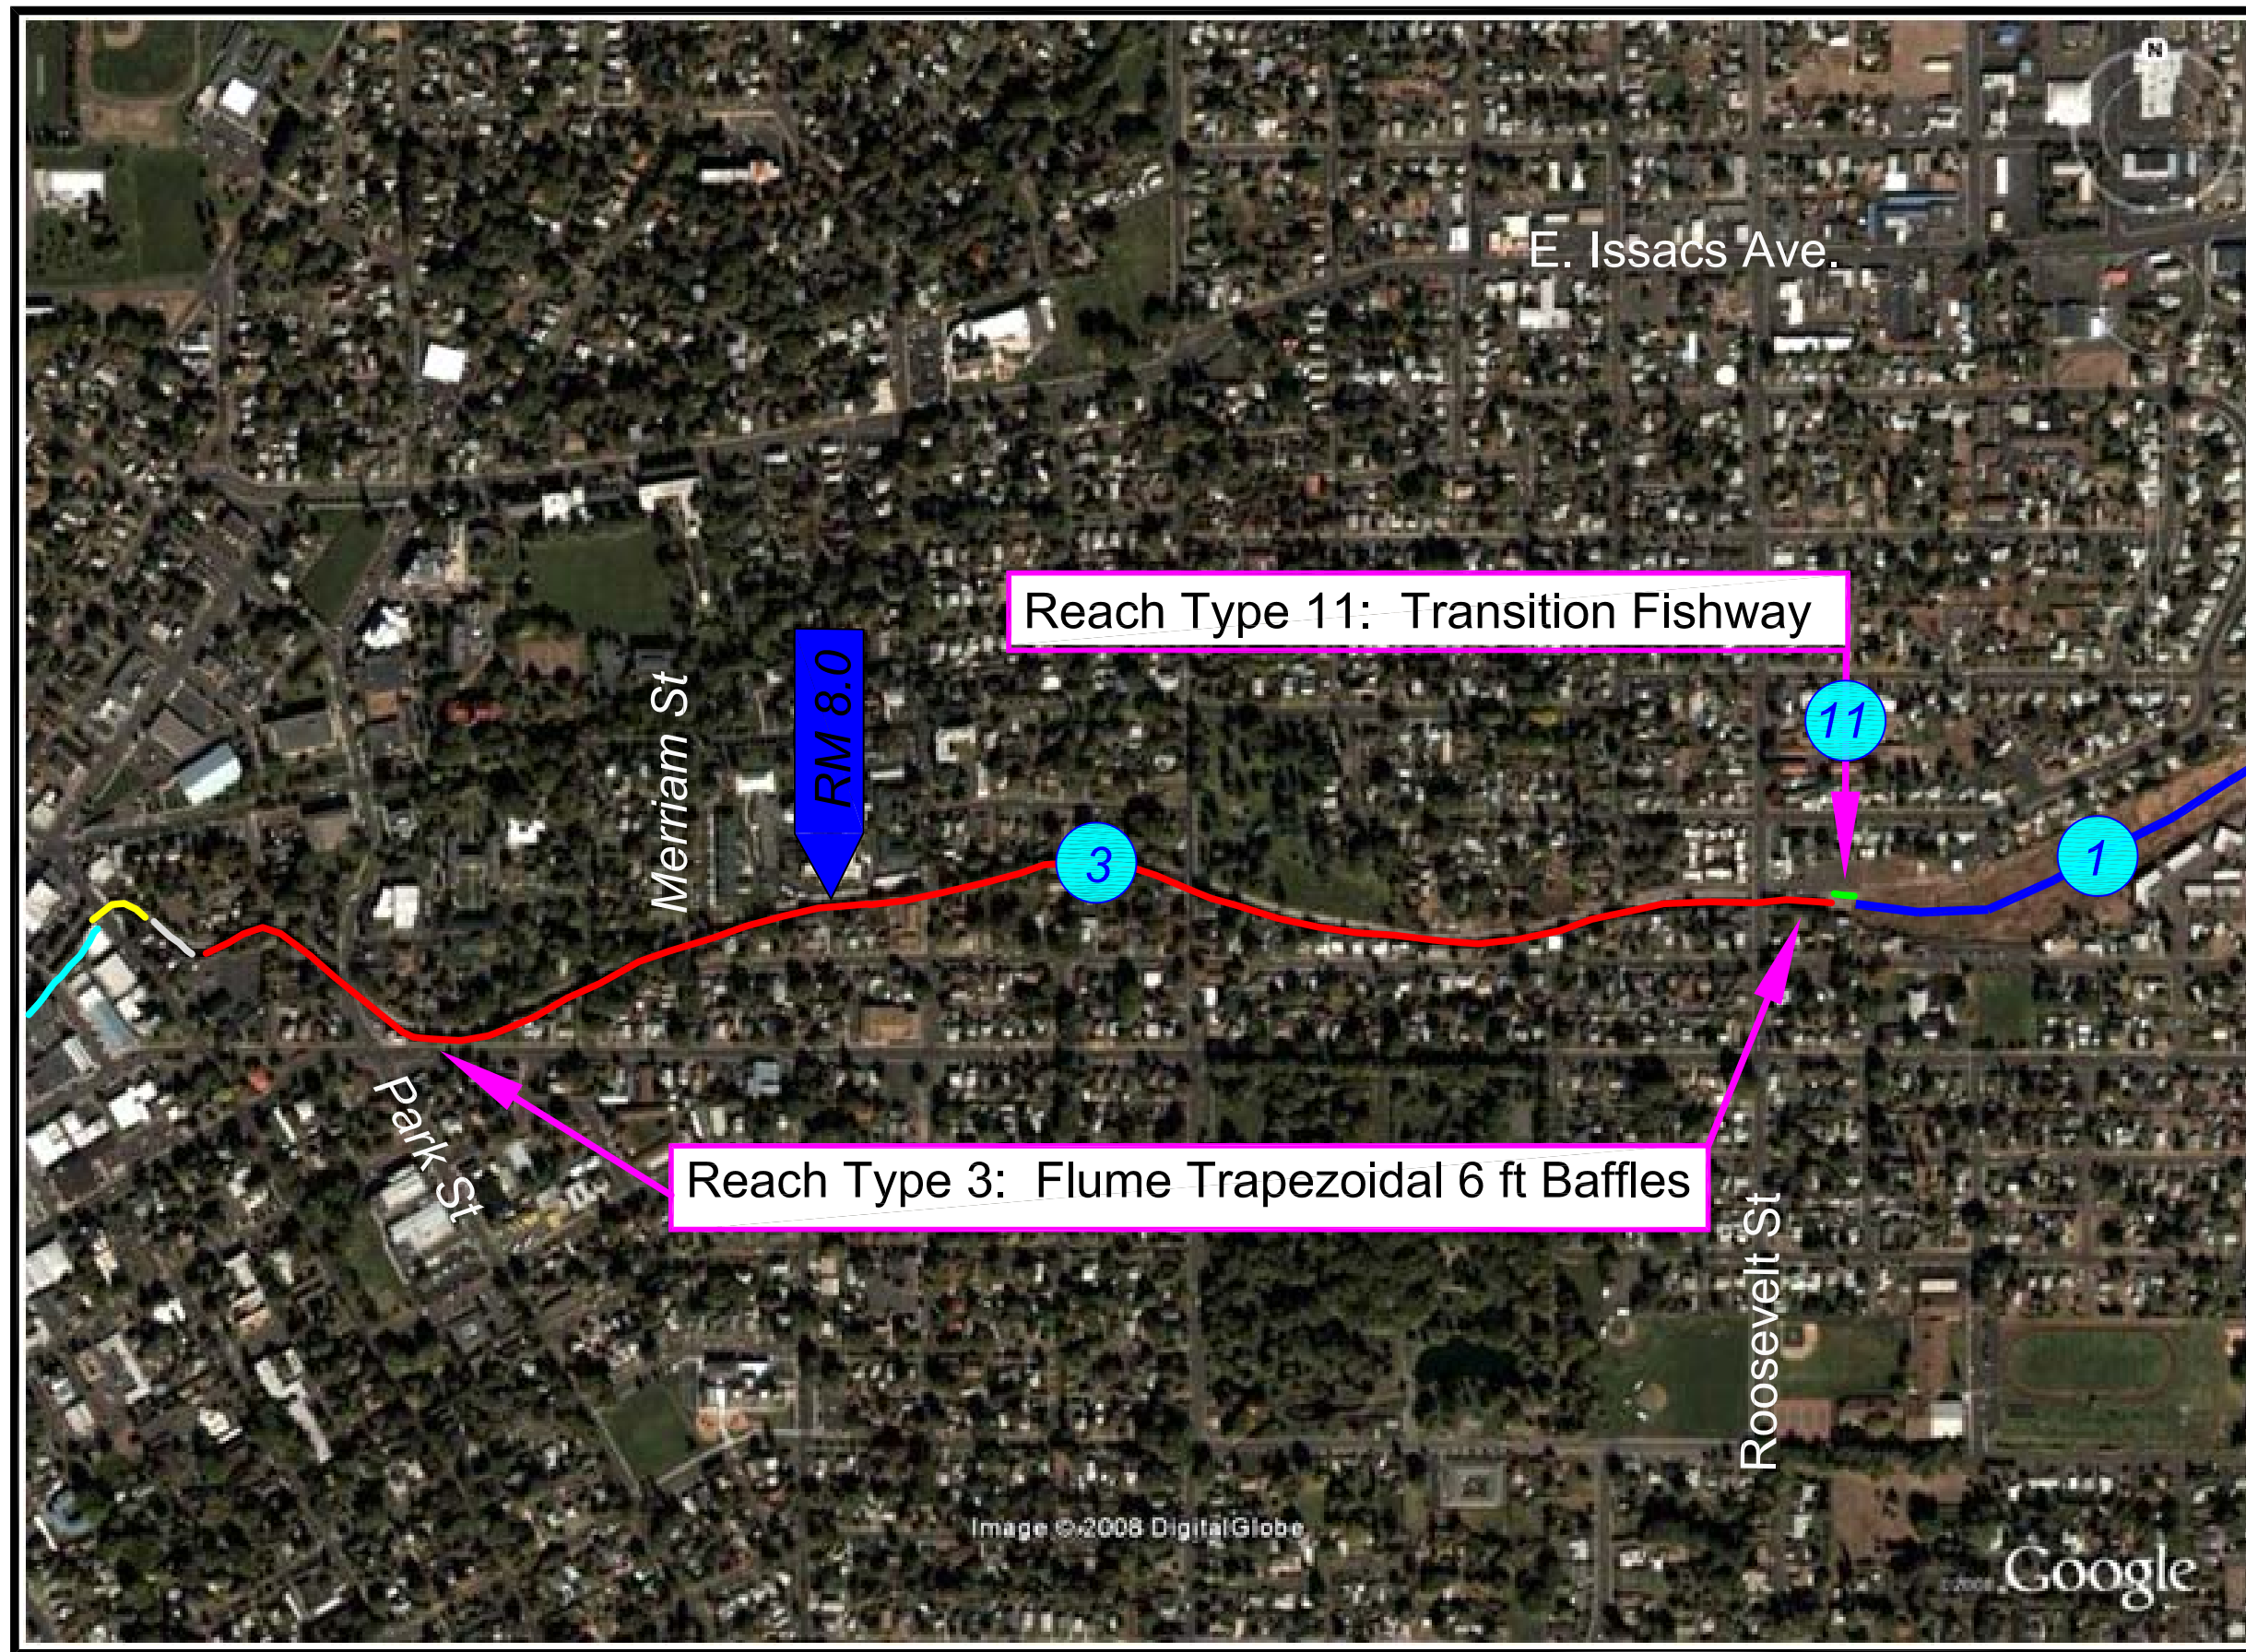 N
E. Issacs Ave.
Reach Type 11:  Transition Fishway
Merriam St
RM 8.0
11
3
1
Park St
Reach Type 3:  Flume Trapezoidal 6 ft Baffles
Roosevelt St
Image © 2008 DigitalGlobe
©2008 Google